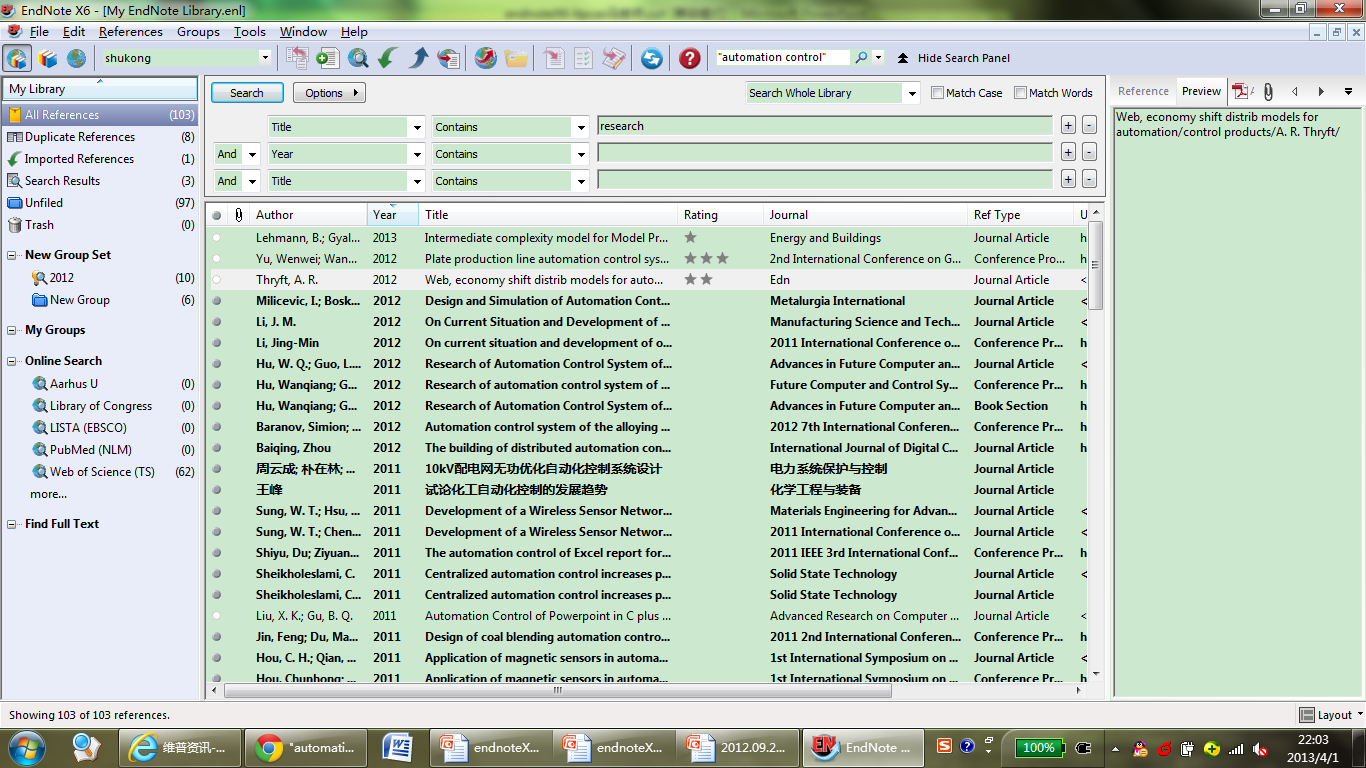 EndNote X6 - [My EndNote Library.enl]
File Edit References Groups Tools Window Help
shukong "automation control" Hide Search Panel
My Library
All References (103)
Duplicate References (8)
Imported References (1)
Search Results (3)
Unfiled (97)
Trash (0)
New Group Set
2012 (10)
New Group (6)
My Groups
Online Search
Aarhus U (0)
Library of Congress (0)
LISTA (EBSCO) (0)
PubMed (NLM) (0)
Web of Science (TS) (62)
more...
Find Full Text
Search Options Search Whole Library Match Case Match Words
Title Contains research + -
And Year Contains + -
And Title Contains + -
Author Year Title Rating Journal Ref Type U
Lehmann, B.; Gyal... 2013 Intermediate complexity model for Model Pr... ★ Energy and Buildings Journal Article h
Yu, Wenwei; Wan... 2012 Plate production line automation control sys... ★★★ 2nd International Conference on G... Conference Pro... h
Thryft, A. R. 2012 Web, economy shift distrib models for auto... ★★ Edn Journal Article <
Milicevic, I.; Bosk... 2012 Design and Simulation of Automation Cont... Metalurgia International Journal Article <
Li, J. M. 2012 On Current Situation and Development of ... Manufacturing Science and Tech... Journal Article <
Li, Jing-Min 2012 On current situation and development of o... 2011 International Conference o... Conference Pr... h
Hu, W. Q.; Guo, L.... 2012 Research of Automation Control System of... Advances in Future Computer an... Journal Article <
Hu, Wanqiang; G... 2012 Research of automation control system of ... Future Computer and Control Sy... Conference Pr... h
Hu, Wanqiang; G... 2012 Research of Automation Control System of... Advances in Future Computer an... Book Section h
Baranov, Simion; ... 2012 Automation control system of the alloying ... 2012 7th International Conferen... Conference Pr... h
Baiqing, Zhou 2012 The building of distributed automation con... International Journal of Digital C... Journal Article h
周云成; 朴在林; ... 2011 10kV配电网无功优化自动化控制系统设计 电力系统保护与控制 Journal Article
王峰 2011 试论化工自动化控制的发展趋势 化学工程与装备 Journal Article
Sung, W. T.; Hsu, ... 2011 Development of a Wireless Sensor Networ... Materials Engineering for Advan... Journal Article <
Sung, W. T.; Chen... 2011 Development of a Wireless Sensor Networ... 2011 International Conference o... Journal Article <
Shiyu, Du; Ziyuan... 2011 The automation control of Excel report for... 2011 IEEE 3rd International Conf... Conference Pr... h
Sheikholeslami, C. 2011 Centralized automation control increases p... Solid State Technology Journal Article <
Sheikholeslami, C... 2011 Centralized automation control increases p... Solid State Technology Journal Article
Liu, X. K.; Gu, B. Q. 2011 Automation Control of Powerpoint in C plus ... Advanced Research on Computer ... Journal Article <
Jin, Feng; Du, Ma... 2011 Design of coal blending automation contro... 2011 2nd International Conferen... Conference Pr... h
Hou, C. H.; Qian, ... 2011 Application of magnetic sensors in automa... 1st International Symposium on ... Journal Article <
Hou, Chunhong; ... 2011 Application of magnetic sensors in automa... 1st International Symposium on ... Conference Pr... h
Reference Preview
Web, economy shift distrib models for
automation/control products/A. R. Thryft/
Showing 103 of 103 references. Layout
维普资讯-... "automati... endnoteX... endnoteX... 2012.09.2... EndNote ... 100% 22:03
2013/4/1